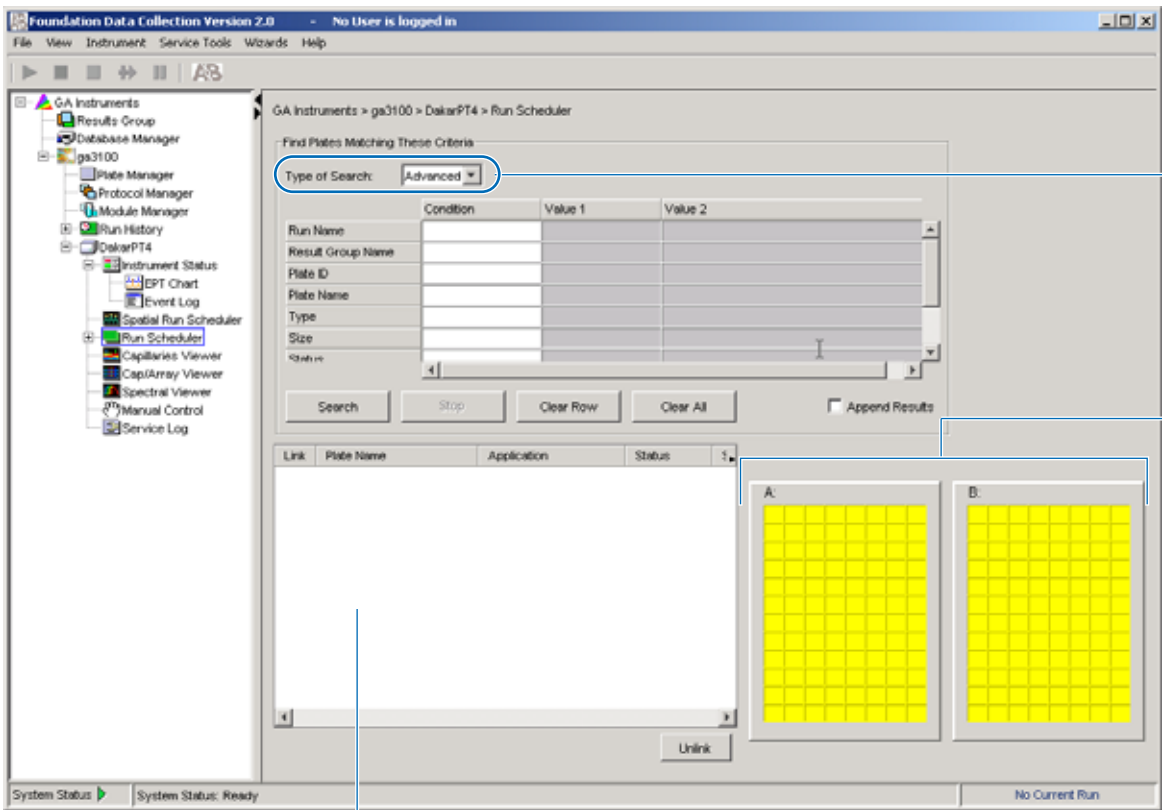 Foundation Data Collection Version 2.0 - No User is logged in
File View Instrument Service Tools Wizards Help
AB
GA Instruments
Results Group
Database Manager
ga3100
Plate Manager
Protocol Manager
Module Manager
Run History
DakarPT4
Instrument Status
EPT Chart
Event Log
Spatial Run Scheduler
Run Scheduler
Capillaries Viewer
Cap/Array Viewer
Spectral Viewer
Manual Control
Service Log
GA Instruments > ga3100 > DakarPT4 > Run Scheduler
Find Plates Matching These Criteria
Type of Search: Advanced
Condition Value 1 Value 2
Run Name
Result Group Name
Plate ID
Plate Name
Type
Size
Status
Search Stop Clear Row Clear All Append Results
Link Plate Name Application Status
A: B:
Unlink
System Status System Status: Ready No Current Run